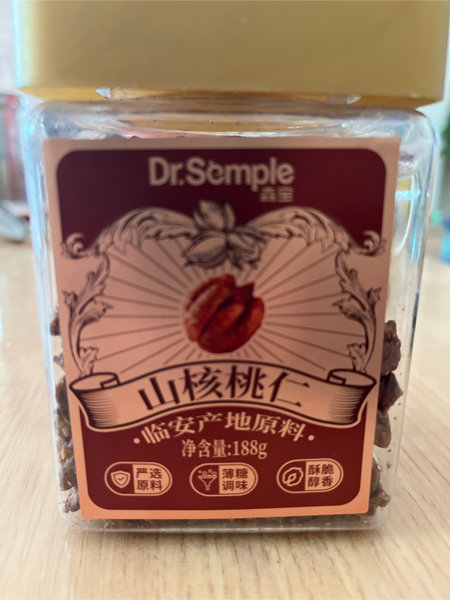 Dr.Semple
森宝
山核桃仁
·临安产地原料·
净含量:188g
严选
原料
薄糖
调味
酥脆
醇香